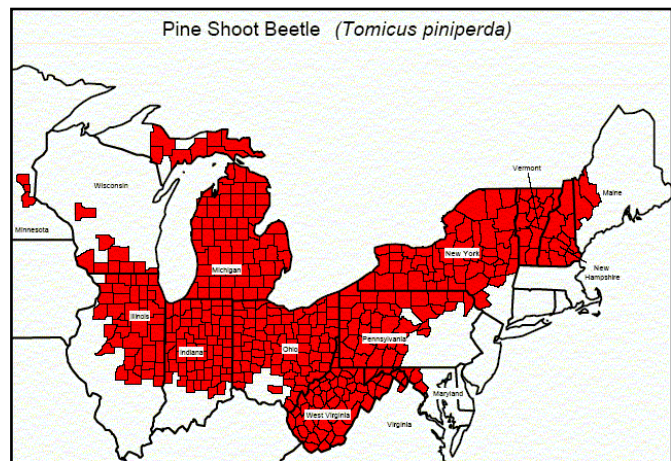 Pine Shoot Beetle (Tomicus piniperda)
Vermont
Wisconsin
Maine
Minnesota
New York
Michigan
New
Hampshire
Illinois
Pennsylvania
Indiana
Ohio
Maryland
West Virginia
Virginia